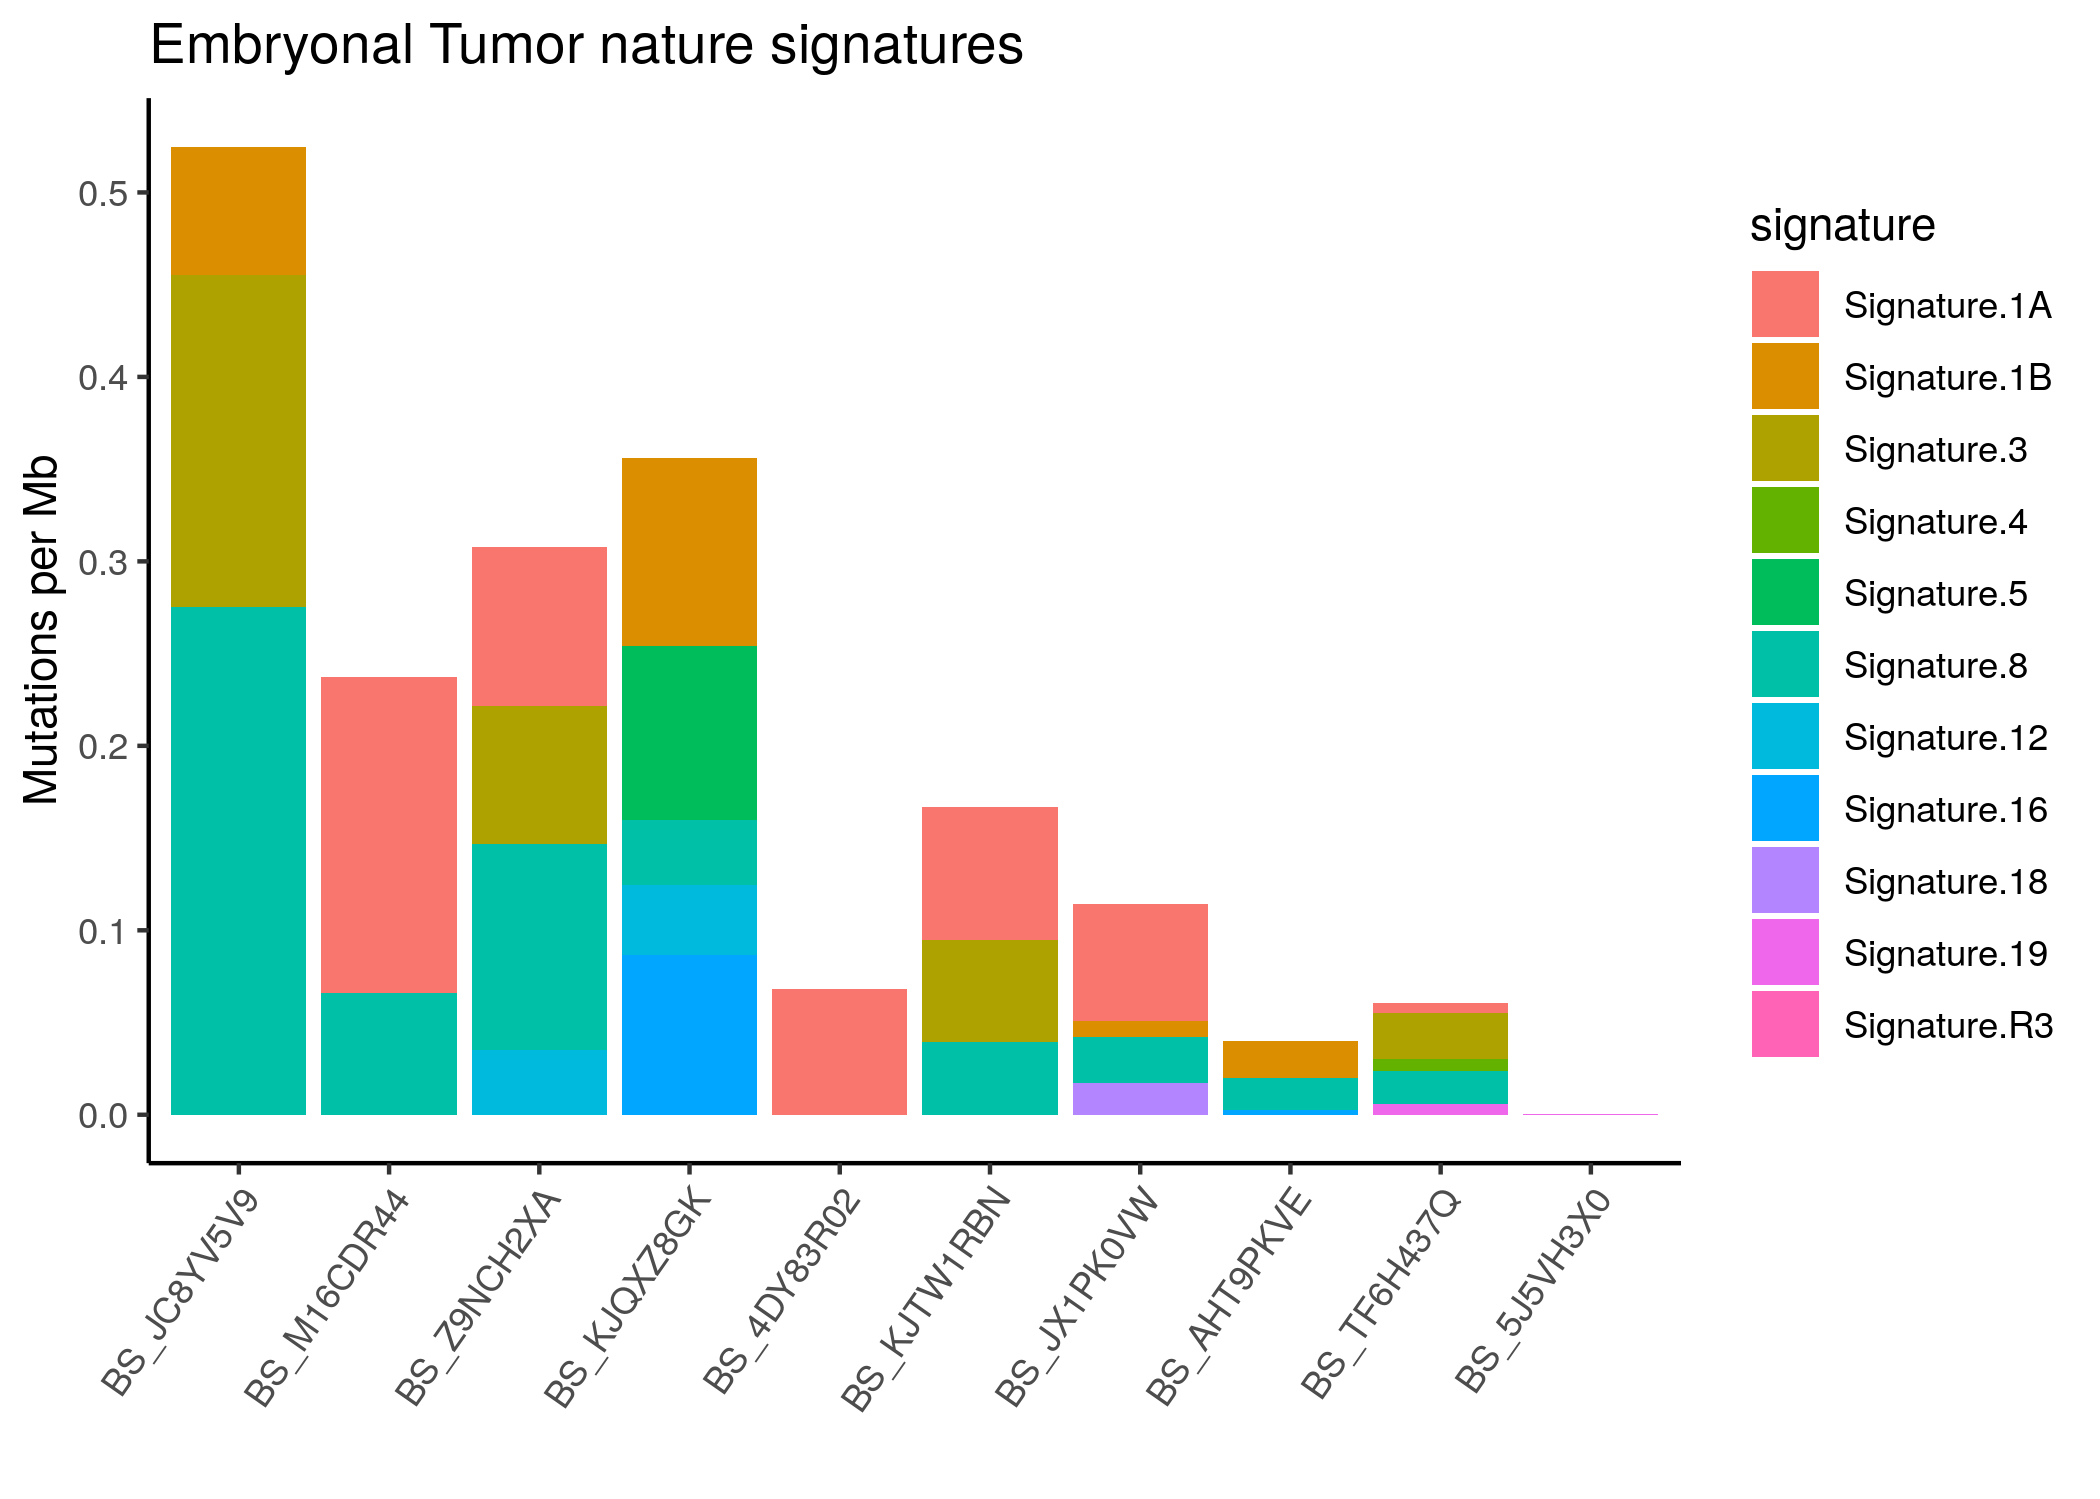 Embryonal Tumor nature signatures
Mutations per Mb
0.5
0.4
0.3
0.2
0.1
0.0
BS_JC8YV5V9
BS_M16CDR44
BS_Z9NCH2XA
BS_KJQXZ8GK
BS_4DY83R02
BS_KJTW1RBN
BS_JX1PK0VW
BS_AHT9PKVE
BS_TF6H437Q
BS_5J5VH3X0
signature
Signature.1A
Signature.1B
Signature.3
Signature.4
Signature.5
Signature.8
Signature.12
Signature.16
Signature.18
Signature.19
Signature.R3